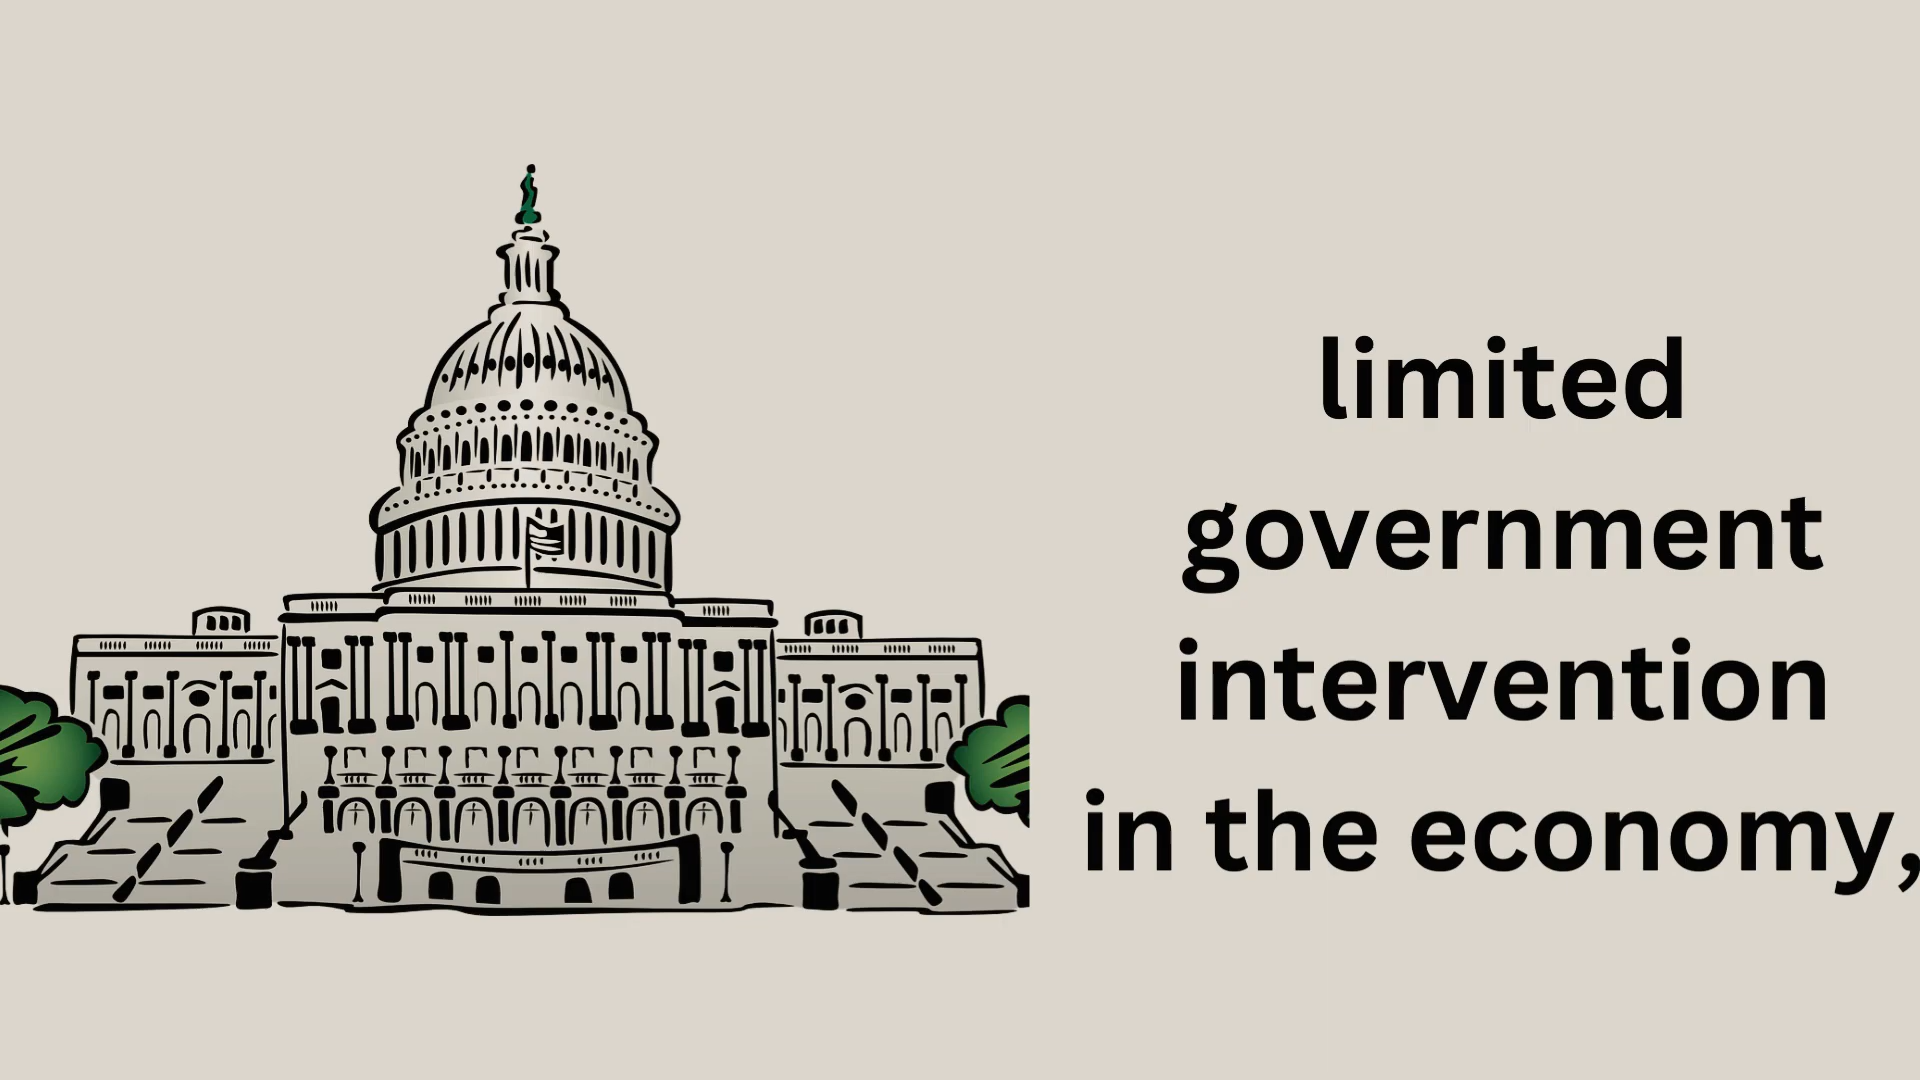 limited
government
intervention
in the economy,